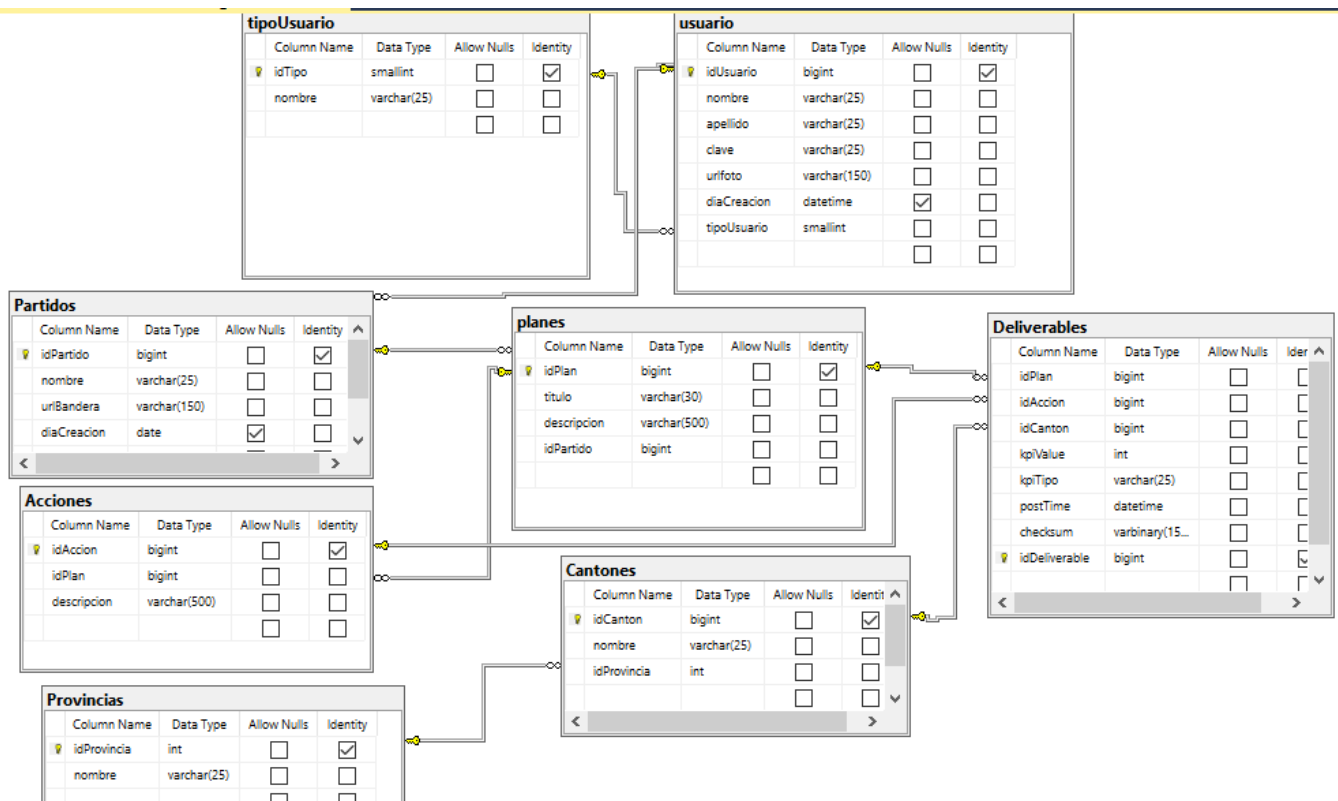 tipoUsuario
Column Name Data Type Allow Nulls Identity
idTipo smallint
nombre varchar(25)
usuario
Column Name Data Type Allow Nulls Identity
idUsuario bigint
nombre varchar(25)
apellido varchar(25)
clave varchar(25)
urlfoto varchar(150)
diaCreacion datetime
tipoUsuario smallint
Partidos
Column Name Data Type Allow Nulls Identity
idPartido bigint
nombre varchar(25)
urlBandera varchar(150)
diaCreacion date
planes
Column Name Data Type Allow Nulls Identity
idPlan bigint
titulo varchar(30)
descripcion varchar(500)
idPartido bigint
Deliverables
Column Name Data Type Allow Nulls Ider
idPlan bigint
idAccion bigint
idCanton bigint
kpiValue int
kpiTipo varchar(25)
postTime datetime
checksum varbinary(15...
idDeliverable bigint
Acciones
Column Name Data Type Allow Nulls Identity
idAccion bigint
idPlan bigint
descripcion varchar(500)
Cantones
Column Name Data Type Allow Nulls Identit
idCanton bigint
nombre varchar(25)
idProvincia int
Provincias
Column Name Data Type Allow Nulls Identity
idProvincia int
nombre varchar(25)